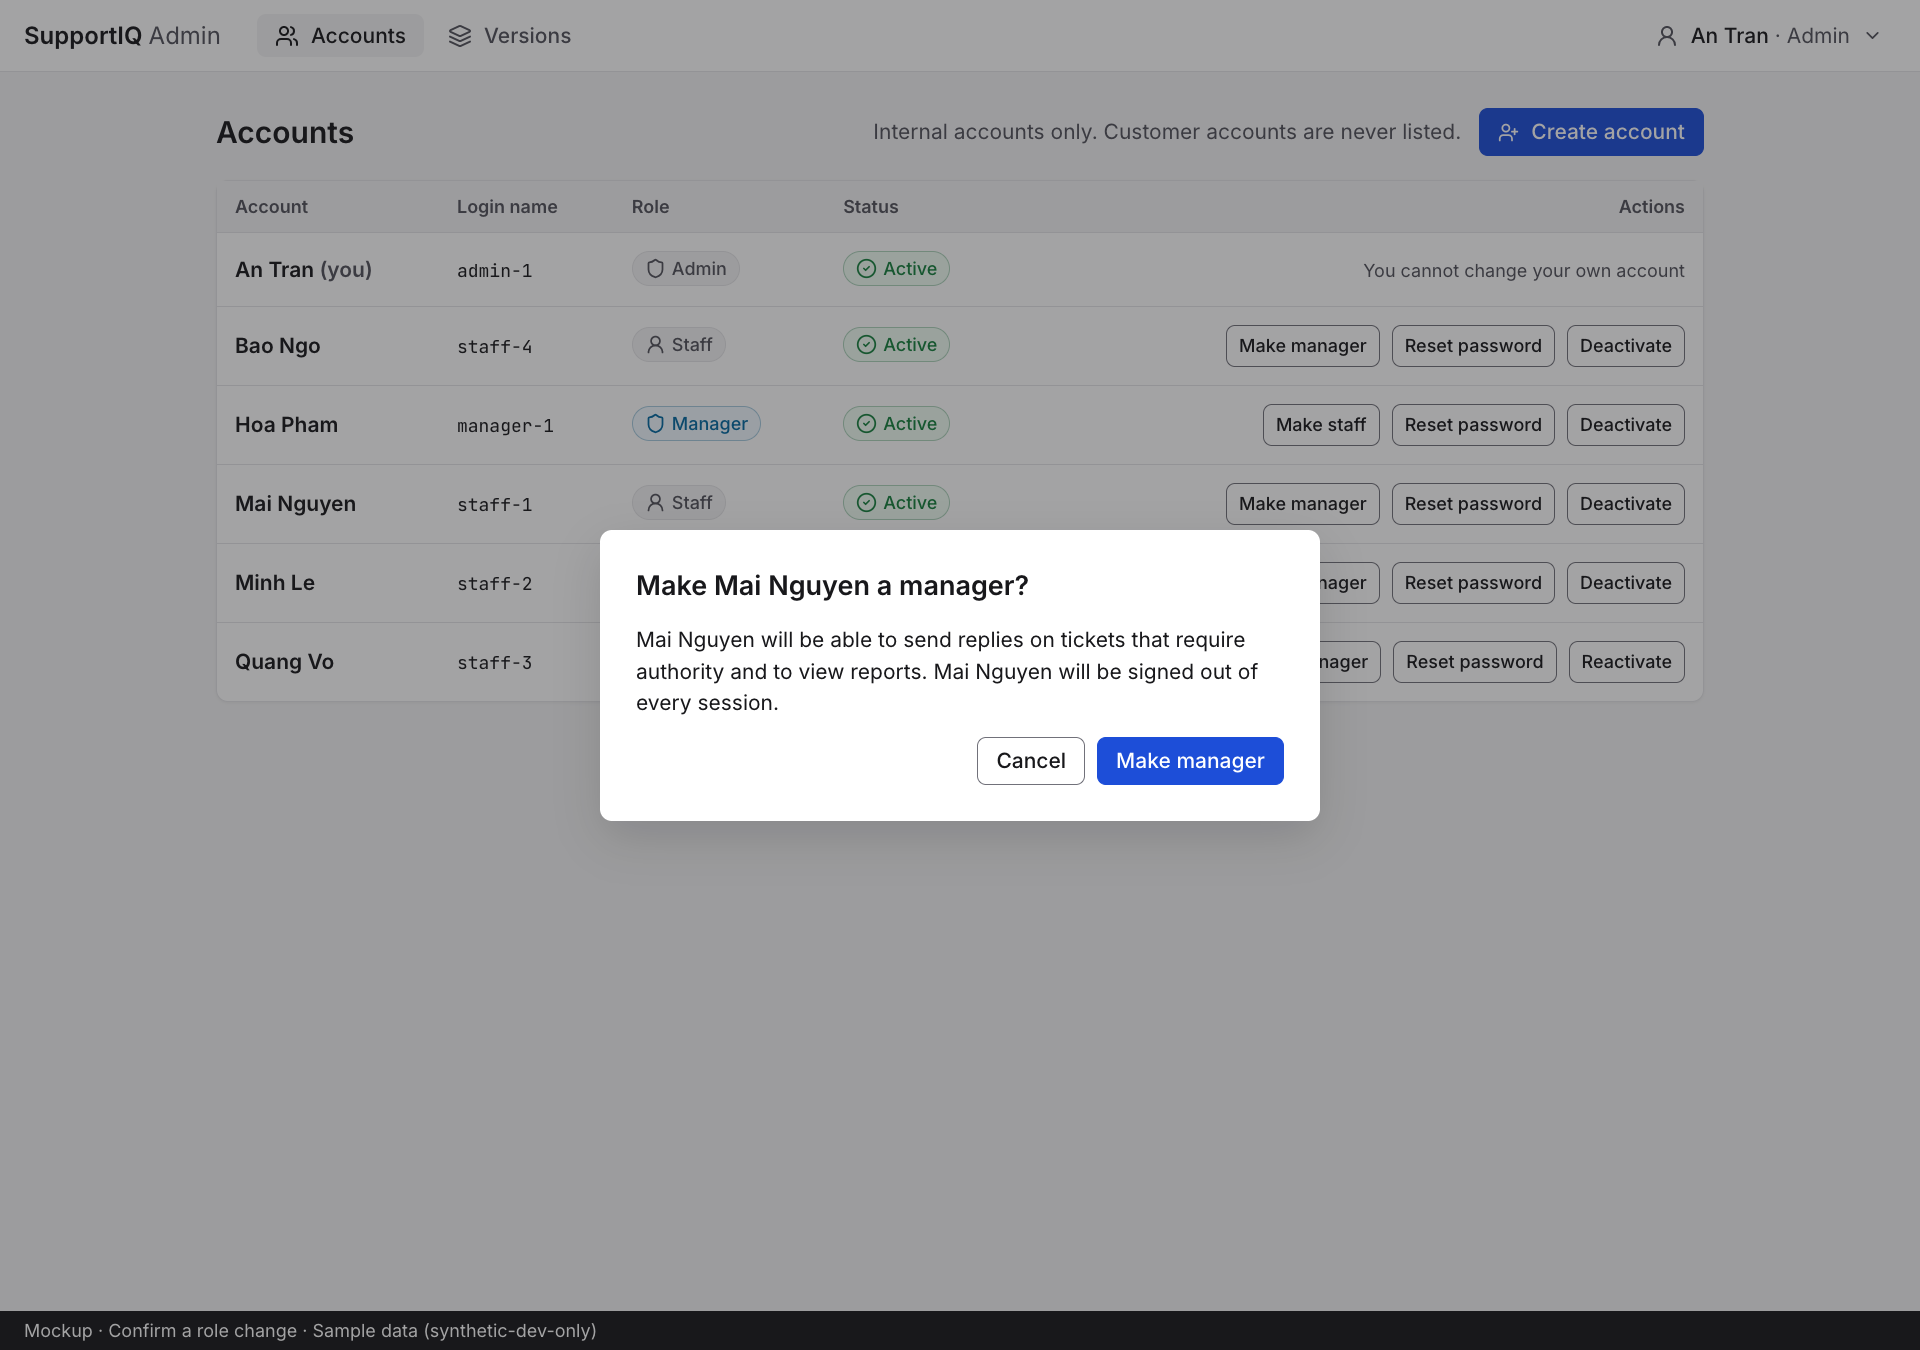 SupportIQ Admin Accounts Versions An Tran · Admin
Accounts Internal accounts only. Customer accounts are never listed. Create account
Account Login name Role Status Actions
An Tran (you) admin-1 Admin Active You cannot change your own account
Bao Ngo staff-4 Staff Active Make manager Reset password Deactivate
Hoa Pham manager-1 Manager Active Make staff Reset password Deactivate
Mai Nguyen staff-1 Staff Active Make manager Reset password Deactivate
Minh Le staff-2 Reset password Deactivate
Quang Vo staff-3 Reset password Reactivate
Make Mai Nguyen a manager?
Mai Nguyen will be able to send replies on tickets that require
authority and to view reports. Mai Nguyen will be signed out of
every session.
Cancel Make manager
Mockup · Confirm a role change · Sample data (synthetic-dev-only)